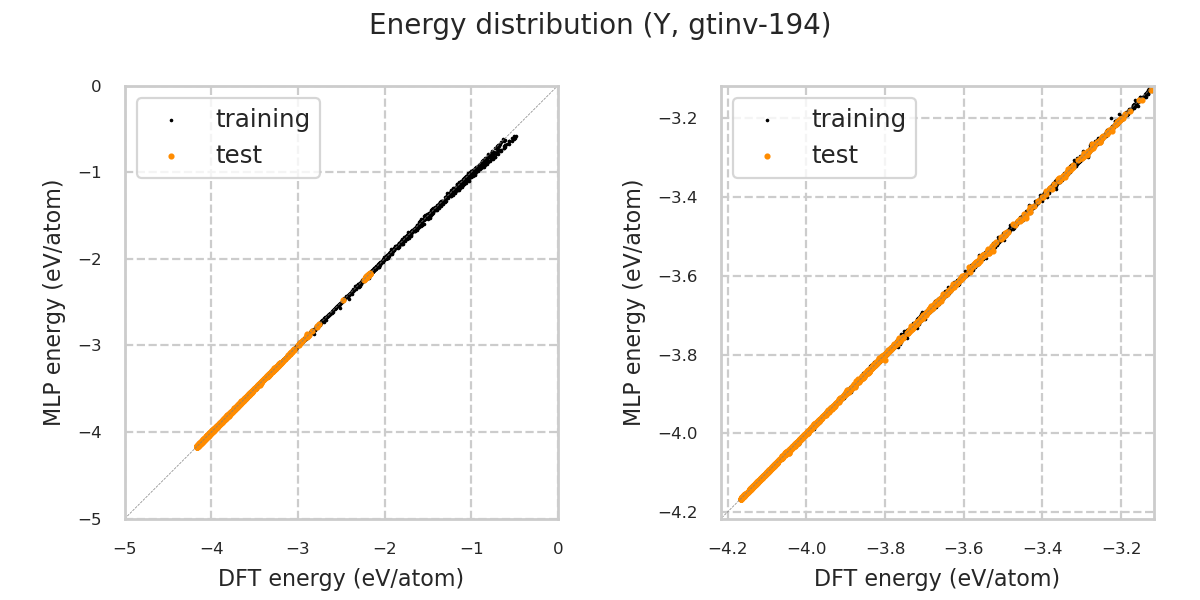 Energy distribution (Y, gtinv-194)
training
test
0
−1
−2
−3
−4
−5
−5
−4
−3
−2
−1
0
MLP energy (eV/atom)
DFT energy (eV/atom)
training
test
−3.2
−3.4
−3.6
−3.8
−4.0
−4.2
−4.2
−4.0
−3.8
−3.6
−3.4
−3.2
MLP energy (eV/atom)
DFT energy (eV/atom)